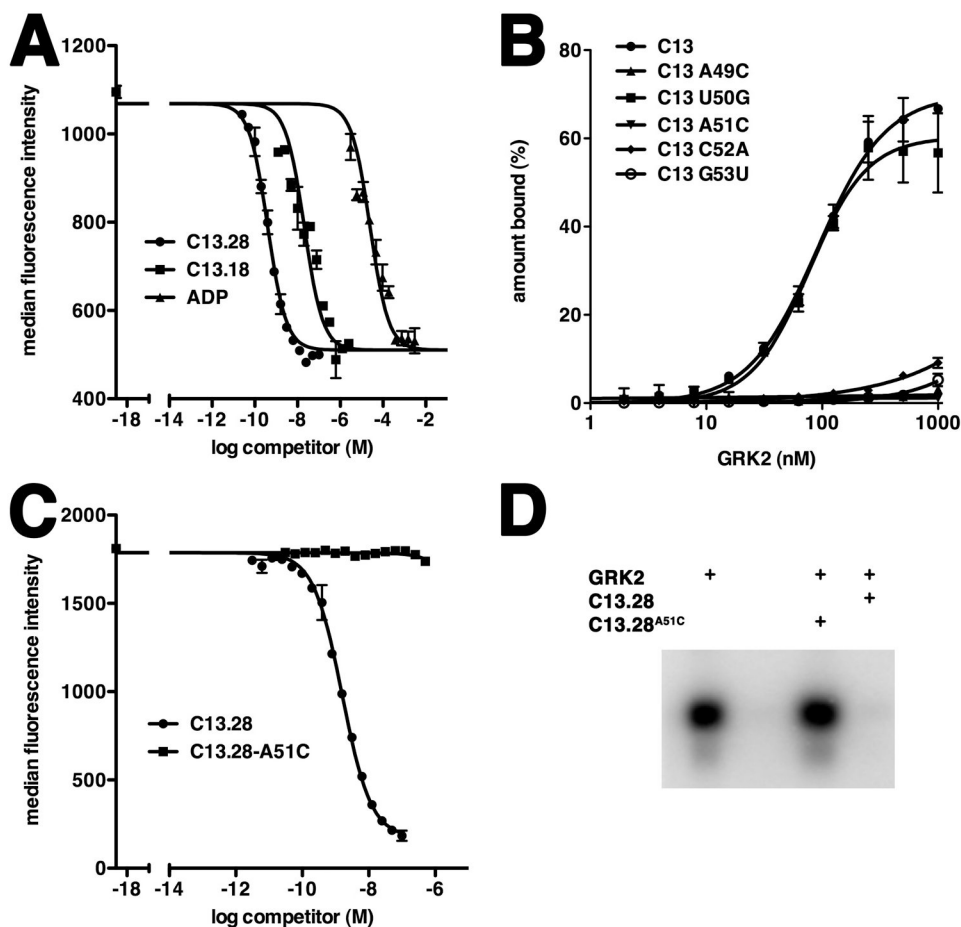 A
median fluorescence intensity
1200
1000
800
600
400
C13.28
C13.18
ADP
-18 -14 -12 -10 -8 -6 -4 -2
log competitor (M)
B
amount bound (%)
80
60
40
20
0
C13
C13 A49C
C13 U50G
C13 A51C
C13 C52A
C13 G53U
1 10 100 1000
GRK2 (nM)
C
median fluorescence intensity
2000
1500
1000
500
0
C13.28
C13.28-A51C
-18 -14 -12 -10 -8 -6
log competitor (M)
D
GRK2 + + +
C13.28 +
C13.28A51C +